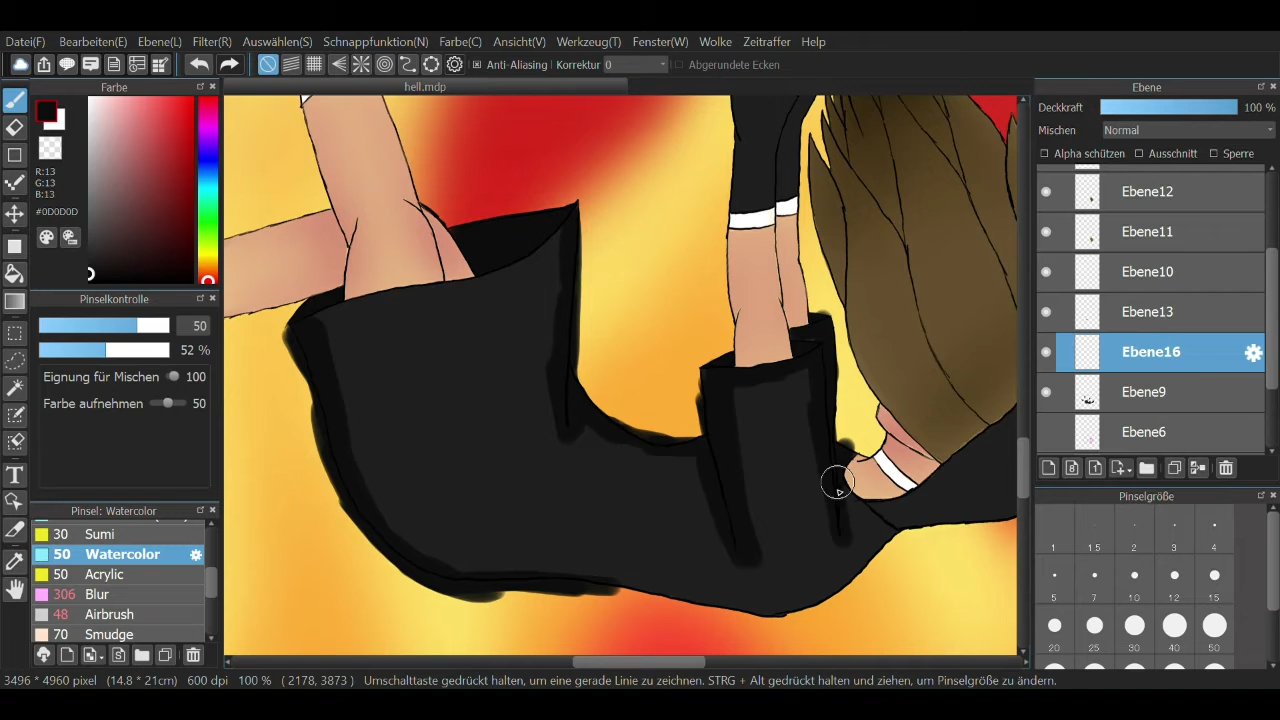 Datei(F) Bearbeiten(E) Ebene(L) Filter(R) Auswählen(S) Schnappfunktion(N) Farbe(C) Ansicht(V) Werkzeug(T) Fenster(W) Wolke Zeitraffer Help
Anti-Aliasing Korrektur 0 Abgerundete Ecken
Farbe
hell.mdp
Ebene
Deckkraft 100 %
Mischen Normal
Alpha schützen Ausschnitt Sperre
R:13
G:13
B:13
#0D0D0D
Ebene12
Ebene11
Ebene10
Ebene13
Ebene16
Ebene9
Ebene6
Pinselkontrolle
50
52 %
Eignung für Mischen 100
Farbe aufnehmen 50
Pinsel: Watercolor
30 Sumi
50 Watercolor
50 Acrylic
306 Blur
48 Airbrush
70 Smudge
Pinselgröße
1 1.5 2 3 4
5 7 10 12 15
20 25 30 40 50
3496 * 4960 pixel (14.8 * 21cm) 600 dpi 100 % ( 2178, 3873 ) Umschalttaste gedrückt halten, um eine gerade Linie zu zeichnen. STRG + Alt gedrückt halten und ziehen, um Pinselgröße zu ändern.